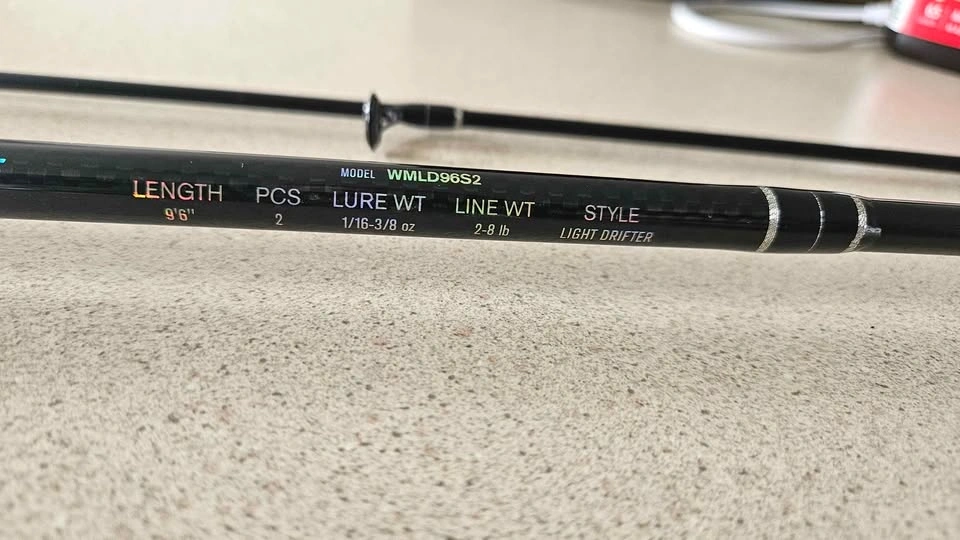 MODEL WMLD96S2
LENGTH PCS LURE WT LINE WT STYLE
9'6" 2 1/16-3/8 oz 2-8 lb LIGHT DRIFTER